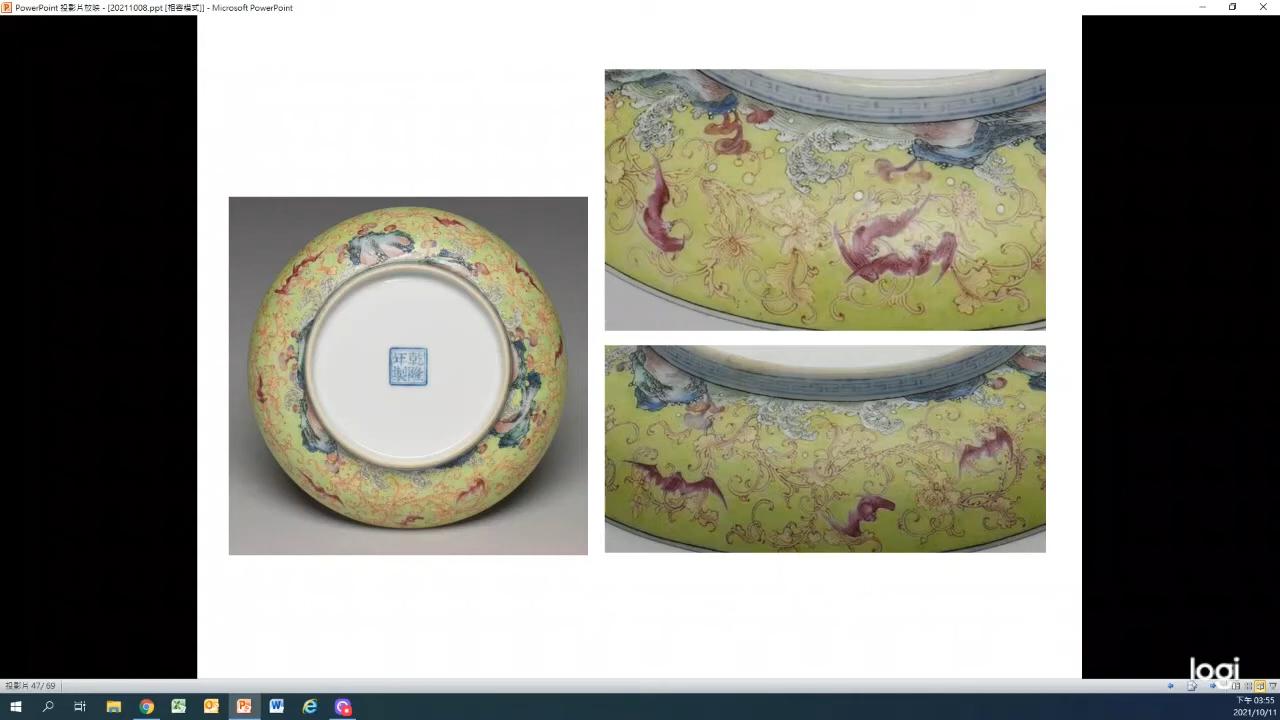 PowerPoint 投影片放映 - [20211008.ppt [相容模式]] - Microsoft PowerPoint
乾隆
年製
logi
投影片 47/ 69
下午 03:55
2021/10/11